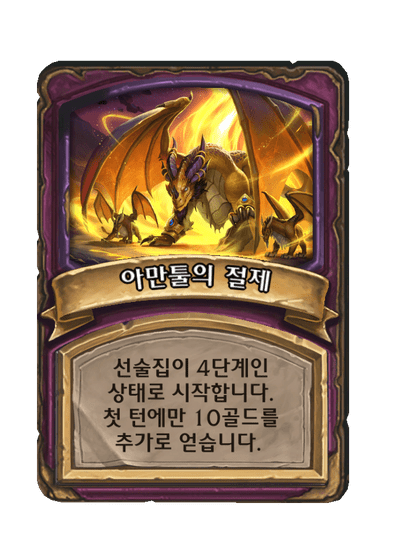 아만툴의 절제
선술집이 4단계인
상태로 시작합니다.
첫 턴에만 10골드를
추가로 얻습니다.